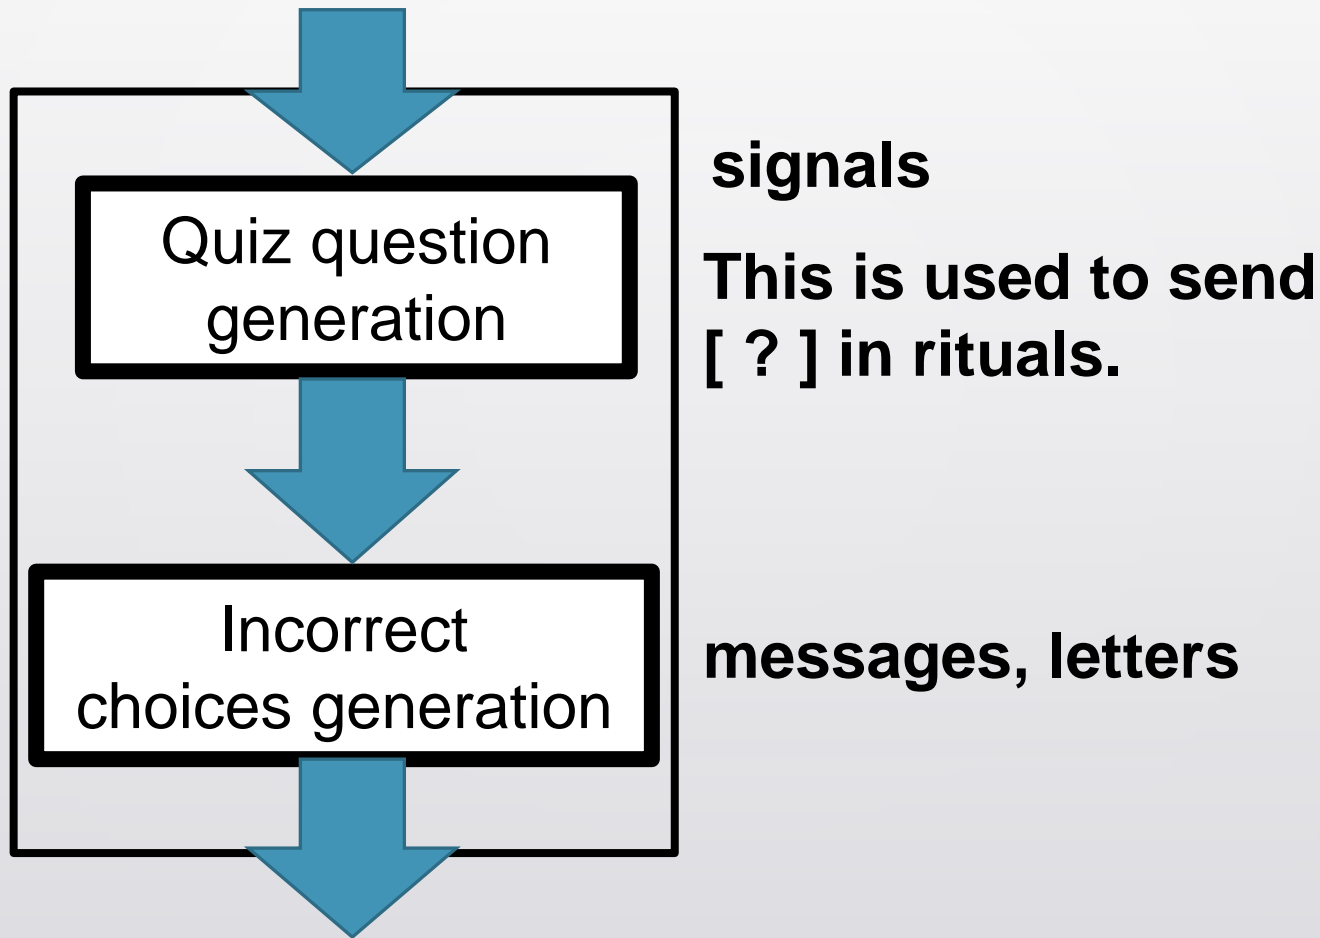 Quiz question
generation
signals
This is used to send
[ ? ] in rituals.
Incorrect
choices generation
messages, letters